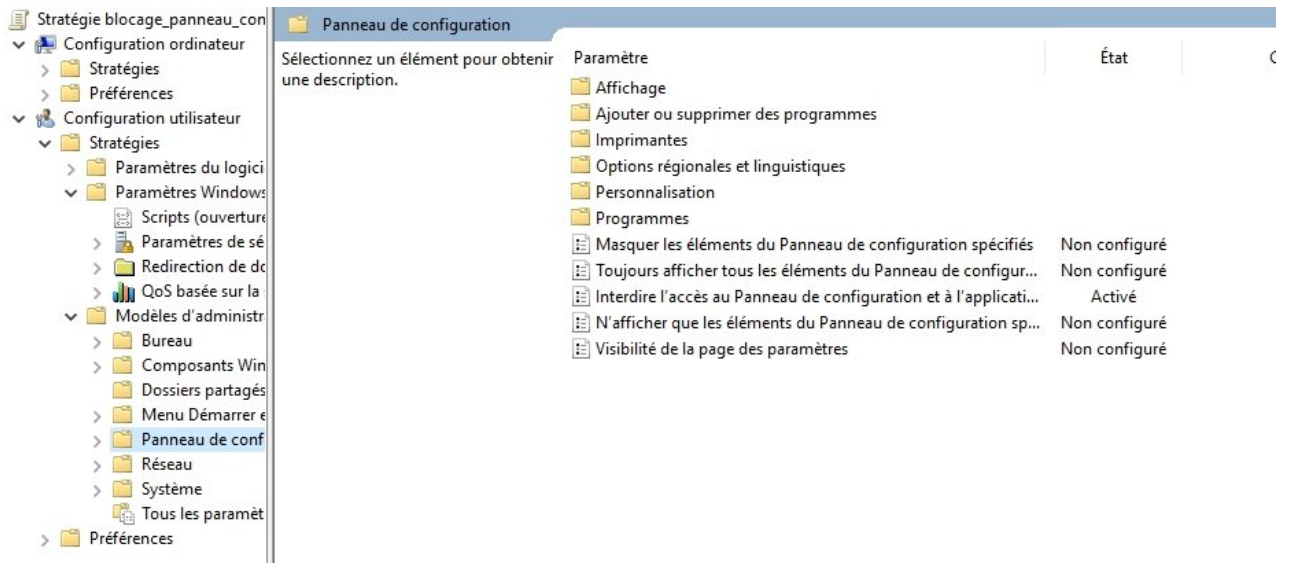 Stratégie blocage_panneau_con
Configuration ordinateur
Stratégies
Préférences
Configuration utilisateur
Stratégies
Paramètres du logici
Paramètres Windows
Scripts (ouverture
Paramètres de sé
Redirection de do
QoS basée sur la
Modèles d'administr
Bureau
Composants Win
Dossiers partagés
Menu Démarrer e
Panneau de conf
Réseau
Système
Tous les paramèt
Préférences
Panneau de configuration
Sélectionnez un élément pour obtenir
une description.
Paramètre État
Affichage
Ajouter ou supprimer des programmes
Imprimantes
Options régionales et linguistiques
Personnalisation
Programmes
Masquer les éléments du Panneau de configuration spécifiés Non configuré
Toujours afficher tous les éléments du Panneau de configur... Non configuré
Interdire l'accès au Panneau de configuration et à l'applicati... Activé
N'afficher que les éléments du Panneau de configuration sp... Non configuré
Visibilité de la page des paramètres Non configuré